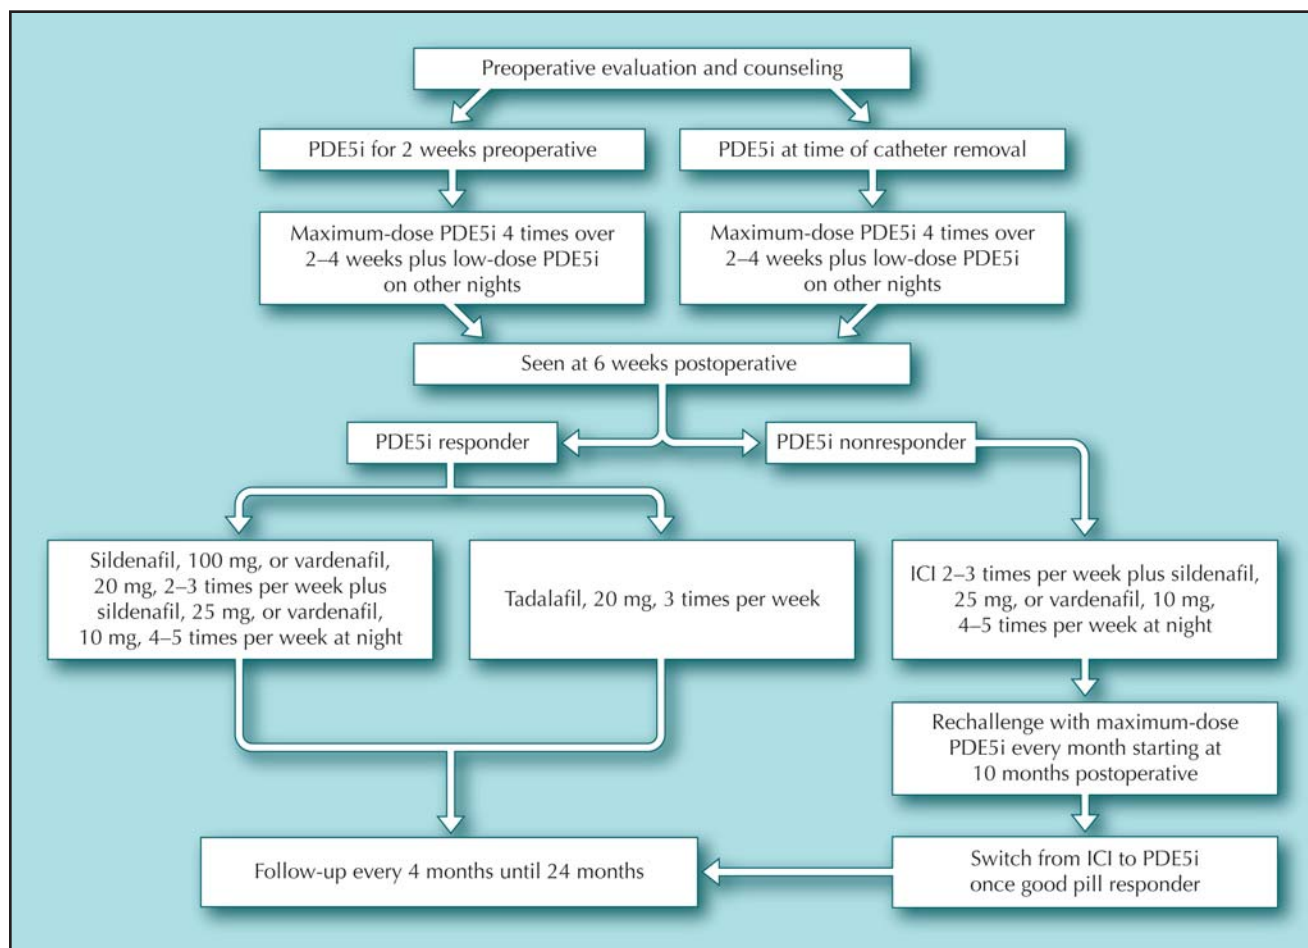 Preoperative evaluation and counseling
PDE5i for 2 weeks preoperative
PDE5i at time of catheter removal
Maximum-dose PDE5i 4 times over
2–4 weeks plus low-dose PDE5i
on other nights
Maximum-dose PDE5i 4 times over
2–4 weeks plus low-dose PDE5i
on other nights
Seen at 6 weeks postoperative
PDE5i responder
PDE5i nonresponder
Sildenafil, 100 mg, or vardenafil,
20 mg, 2–3 times per week plus
sildenafil, 25 mg, or vardenafil,
10 mg, 4–5 times per week at night
Tadalafil, 20 mg, 3 times per week
ICI 2–3 times per week plus sildenafil,
25 mg, or vardenafil, 10 mg,
4–5 times per week at night
Rechallenge with maximum-dose
PDE5i every month starting at
10 months postoperative
Switch from ICI to PDE5i
once good pill responder
Follow-up every 4 months until 24 months